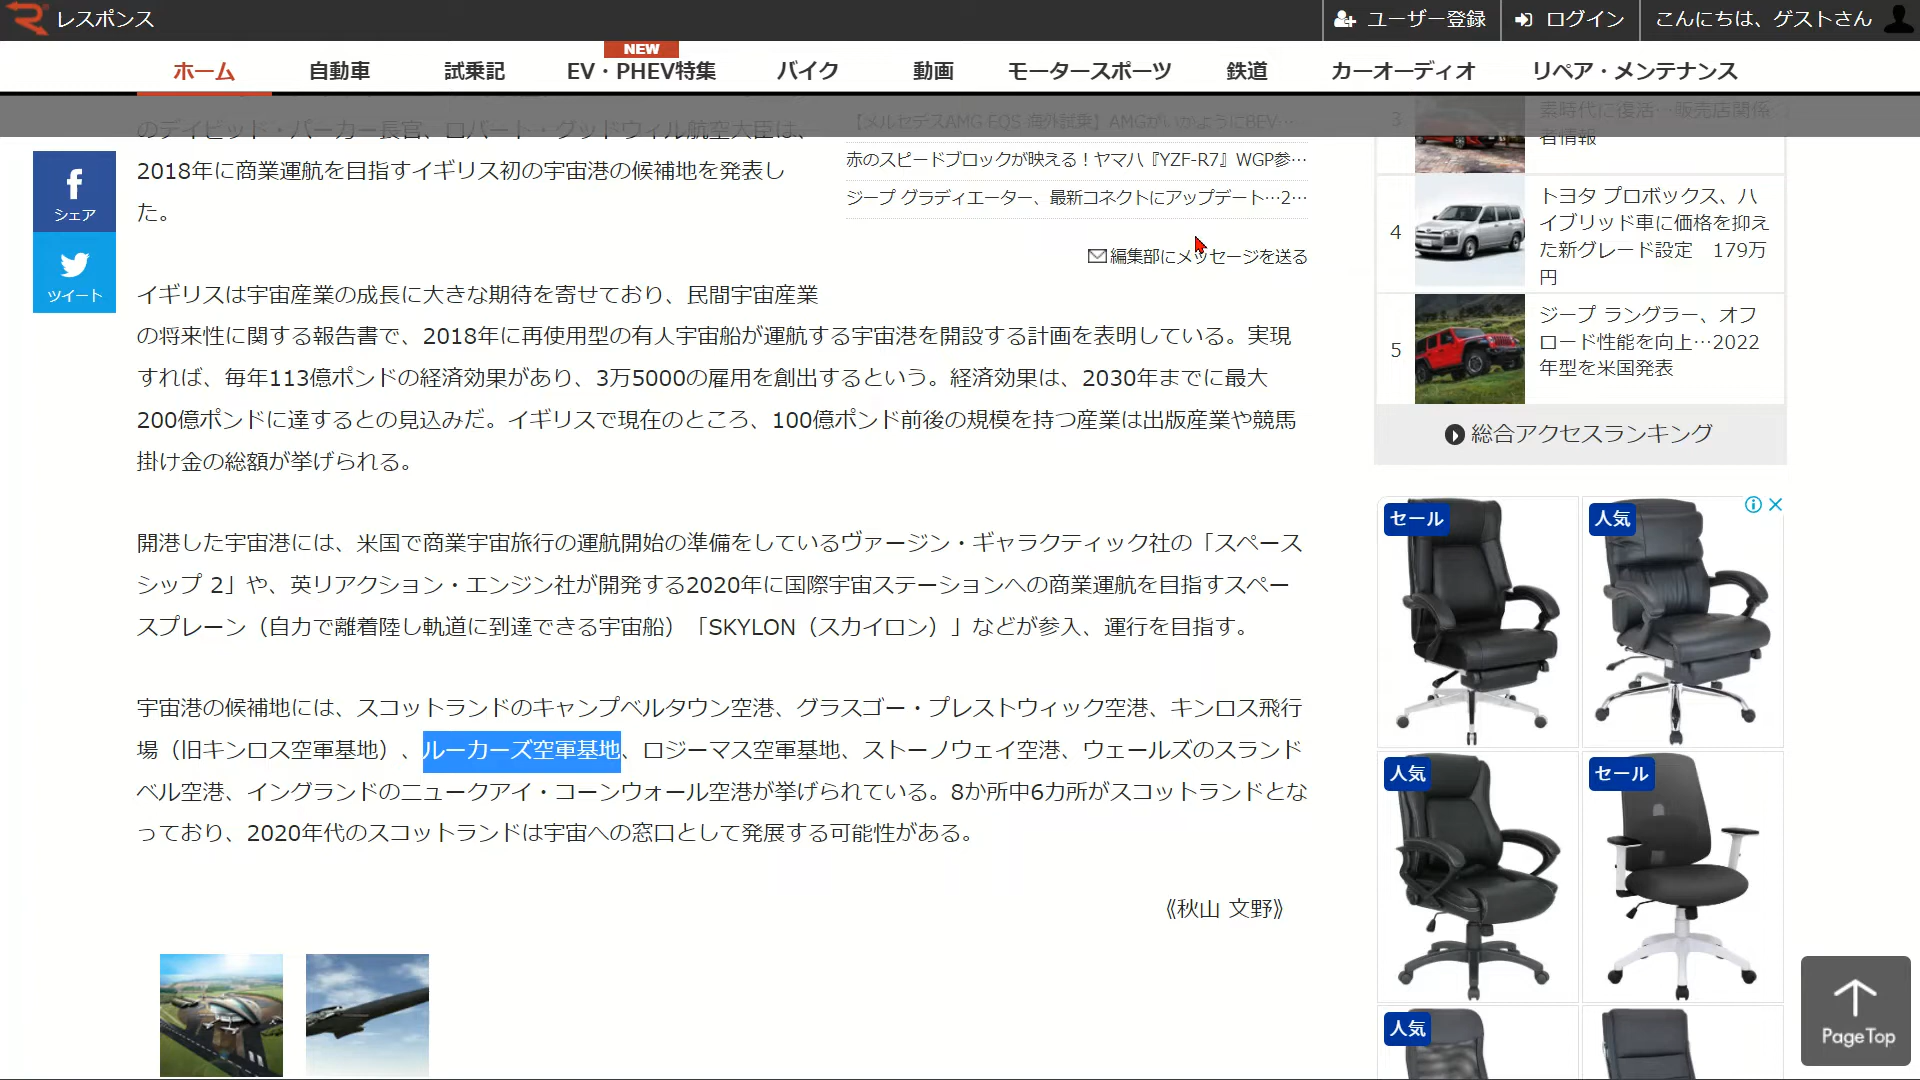 レスポンス
ユーザー登録
ログイン
こんにちは、ゲストさん
NEW
ホーム
自動車
試乗記
EV・PHEV特集
バイク
動画
モータースポーツ
鉄道
カーオーディオ
リペア・メンテナンス
のデイビッド・パーカー長官、ロバート・グッドウィル航空大臣は、
2018年に商業運航を目指すイギリス初の宇宙港の候補地を発表し
た。
シェア
ツイート
イギリスは宇宙産業の成長に大きな期待を寄せており、民間宇宙産業
の将来性に関する報告書で、2018年に再使用型の有人宇宙船が運航する宇宙港を開設する計画を表明している。実現
すれば、毎年113億ポンドの経済効果があり、3万5000の雇用を創出するという。経済効果は、2030年までに最大
200億ポンドに達するとの見込みだ。イギリスで現在のところ、100億ポンド前後の規模を持つ産業は出版産業や競馬
掛け金の総額が挙げられる。
開港した宇宙港には、米国で商業宇宙旅行の運航開始の準備をしているヴァージン・ギャラクティック社の「スペース
シップ 2」や、英リアクション・エンジン社が開発する2020年に国際宇宙ステーションへの商業運航を目指すスペー
スプレーン（自力で離着陸し軌道に到達できる宇宙船）「SKYLON（スカイロン）」などが参入、運行を目指す。
宇宙港の候補地には、スコットランドのキャンプベルタウン空港、グラスゴー・プレストウィック空港、キンロス飛行
場（旧キンロス空軍基地）、ルーカーズ空軍基地、ロジーマス空軍基地、ストーノウェイ空港、ウェールズのスランド
ベル空港、イングランドのニュークアイ・コーンウォール空港が挙げられている。8か所中6カ所がスコットランドとな
っており、2020年代のスコットランドは宇宙への窓口として発展する可能性がある。
《秋山 文野》
【メルセデスAMG EQS 海外試乗】AMGがいかようにBEV…
赤のスピードブロックが映える！ヤマハ『YZF-R7』WGP参…
ジープ グラディエーター、最新コネクトにアップデート…2…
編集部にメッセージを送る
3
素時代に復活…販売店関係
者情報
4
トヨタ プロボックス、ハ
イブリッド車に価格を抑え
た新グレード設定　179万
円
5
ジープ ラングラー、オフ
ロード性能を向上…2022
年型を米国発表
総合アクセスランキング
セール
人気
人気
セール
人気
PageTop